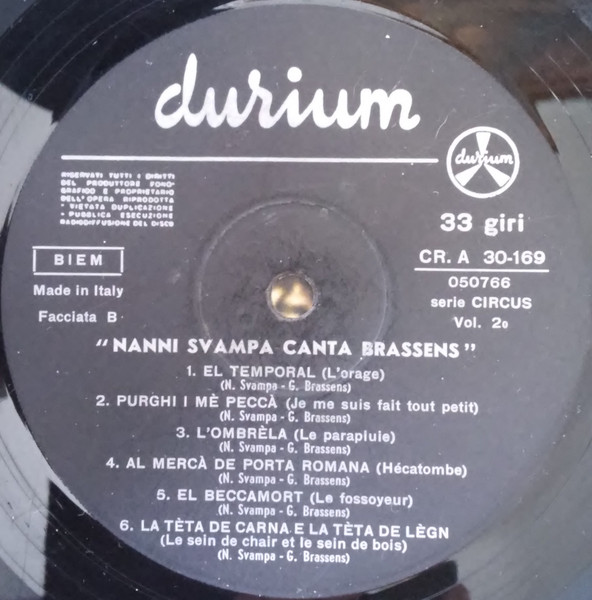 durium
durium
RISERVATI TUTTI I DIRITTI
DEL PRODUTTORE FONO-
GRAFICO E PROPRIETARIO
DELL'OPERA RIPRODOTTA
- VIETATA DUPLICAZIONE
- PUBBLICA ESECUZIONE
RADIODIFFUSIONE DEL DISCO
33 giri
BIEM
CR. A 30-169
Made in Italy
050766
serie CIRCUS
Facciata B
Vol. 2o
"NANNI SVAMPA CANTA BRASSENS"
1. EL TEMPORAL (L'orage)
(N. Svampa - G. Brassens)
2. PURGHI I MÈ PECCÀ (Je me suis fait tout petit)
(N. Svampa - G. Brassens)
3. L'OMBRÈLA (Le parapluie)
(N. Svampa - G. Brassens)
4. AL MERCÀ DE PORTA ROMANA (Hécatombe)
(N. Svampa - G. Brassens)
5. EL BECCAMORT (Le fossoyeur)
(N. Svampa - G. Brassens)
6. LA TÈTA DE CARNA E LA TÈTA DE LÈGN
(Le sein de chair et le sein de bois)
(N. Svampa - G. Brassens)